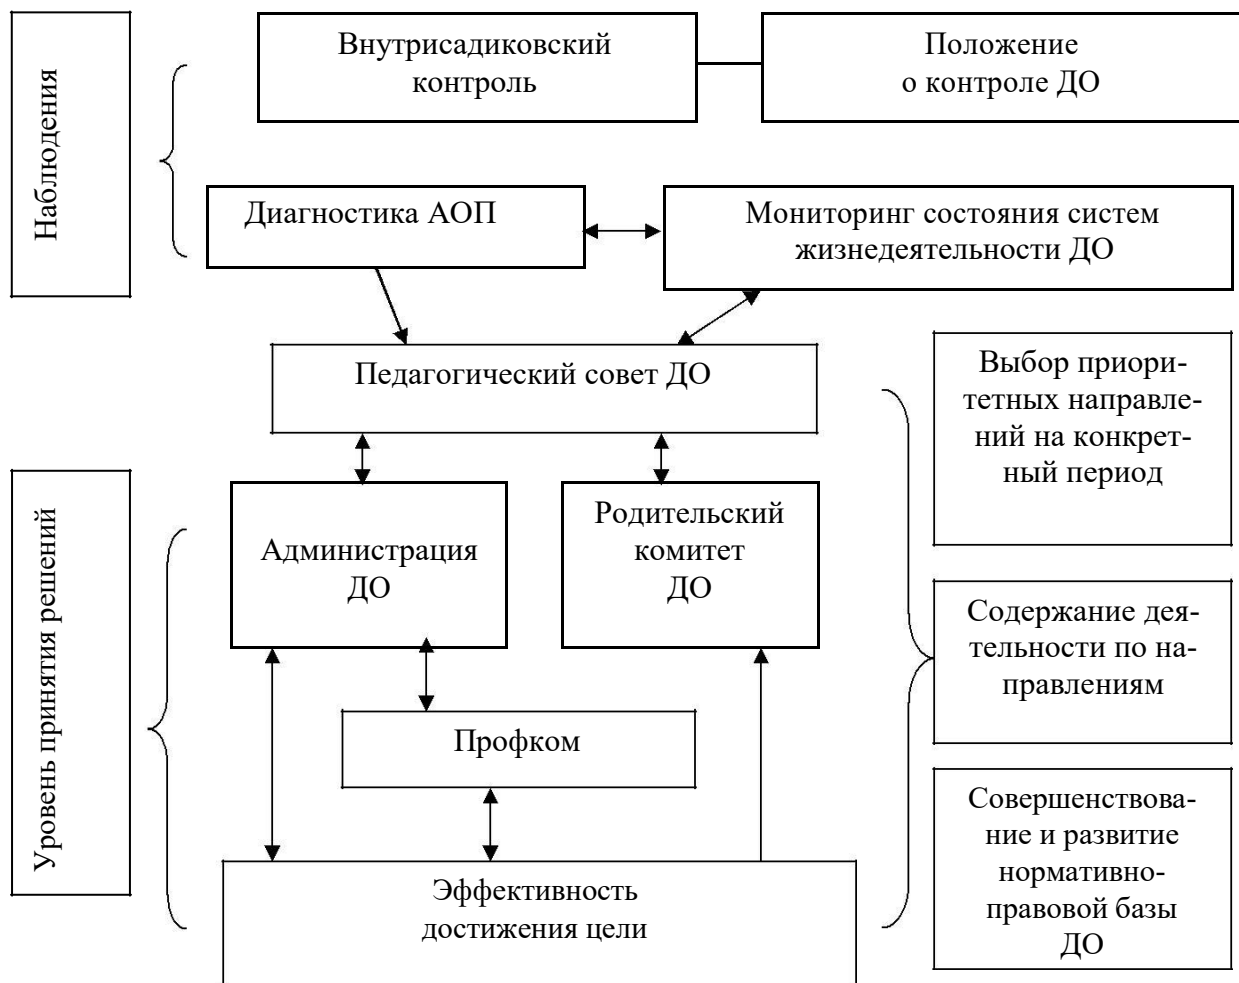 Наблюдения
Внутрисадиковский
контроль
Положение
о контроле ДО
Диагностика АОП
Мониторинг состояния систем
жизнедеятельности ДО
Педагогический совет ДО
Выбор приори-
тетных направле-
ний на конкрет-
ный период
Уровень принятия решений
Администрация
ДО
Родительский
комитет
ДО
Содержание дея-
тельности по на-
правлениям
Профком
Совершенствова-
ние и развитие
нормативно-
правовой базы
ДО
Эффективность
достижения цели